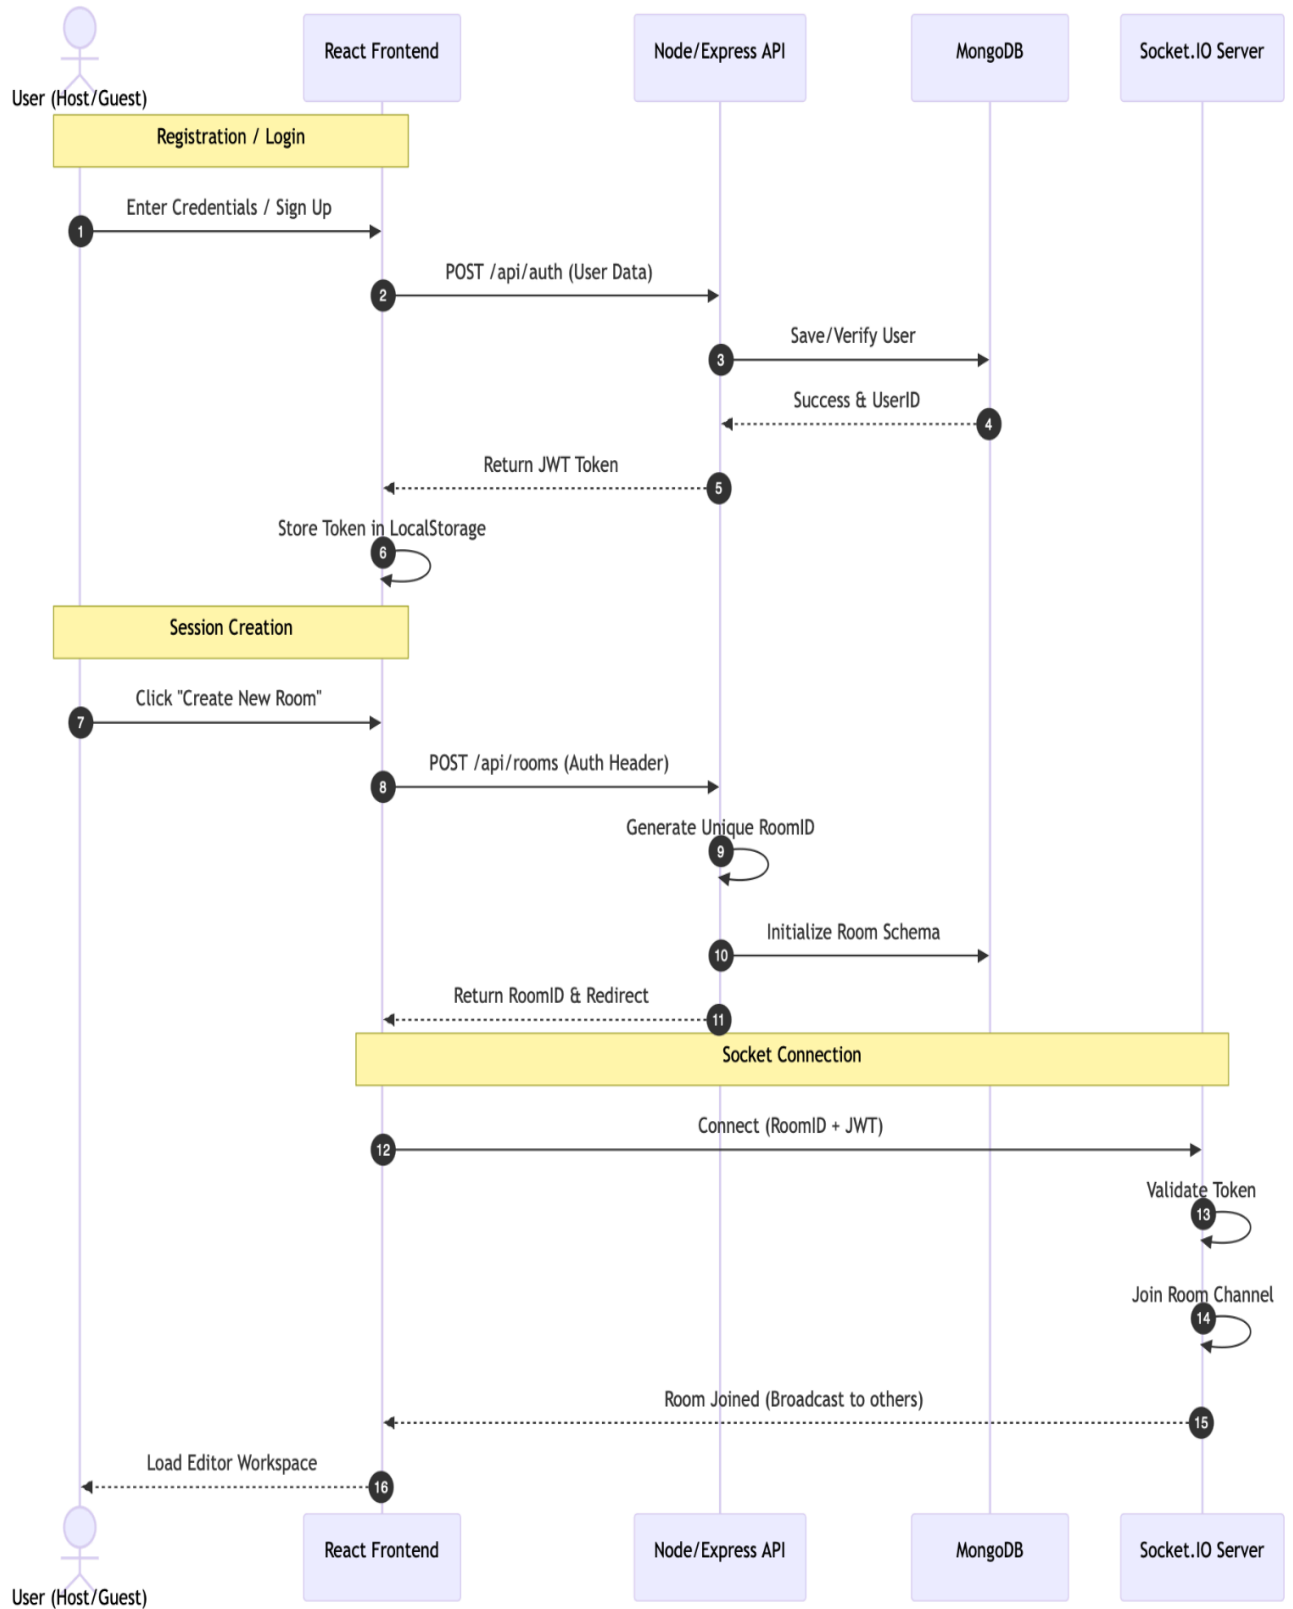 User (Host/Guest)
React Frontend
Node/Express API
MongoDB
Socket.IO Server
Registration / Login
Enter Credentials / Sign Up
1
POST /api/auth (User Data)
2
Save/Verify User
3
Success & UserID
4
Return JWT Token
5
Store Token in LocalStorage
6
Session Creation
Click "Create New Room"
7
POST /api/rooms (Auth Header)
8
Generate Unique RoomID
9
Initialize Room Schema
10
Return RoomID & Redirect
11
Socket Connection
Connect (RoomID + JWT)
12
Validate Token
13
Join Room Channel
14
Room Joined (Broadcast to others)
15
Load Editor Workspace
16
User (Host/Guest)
React Frontend
Node/Express API
MongoDB
Socket.IO Server